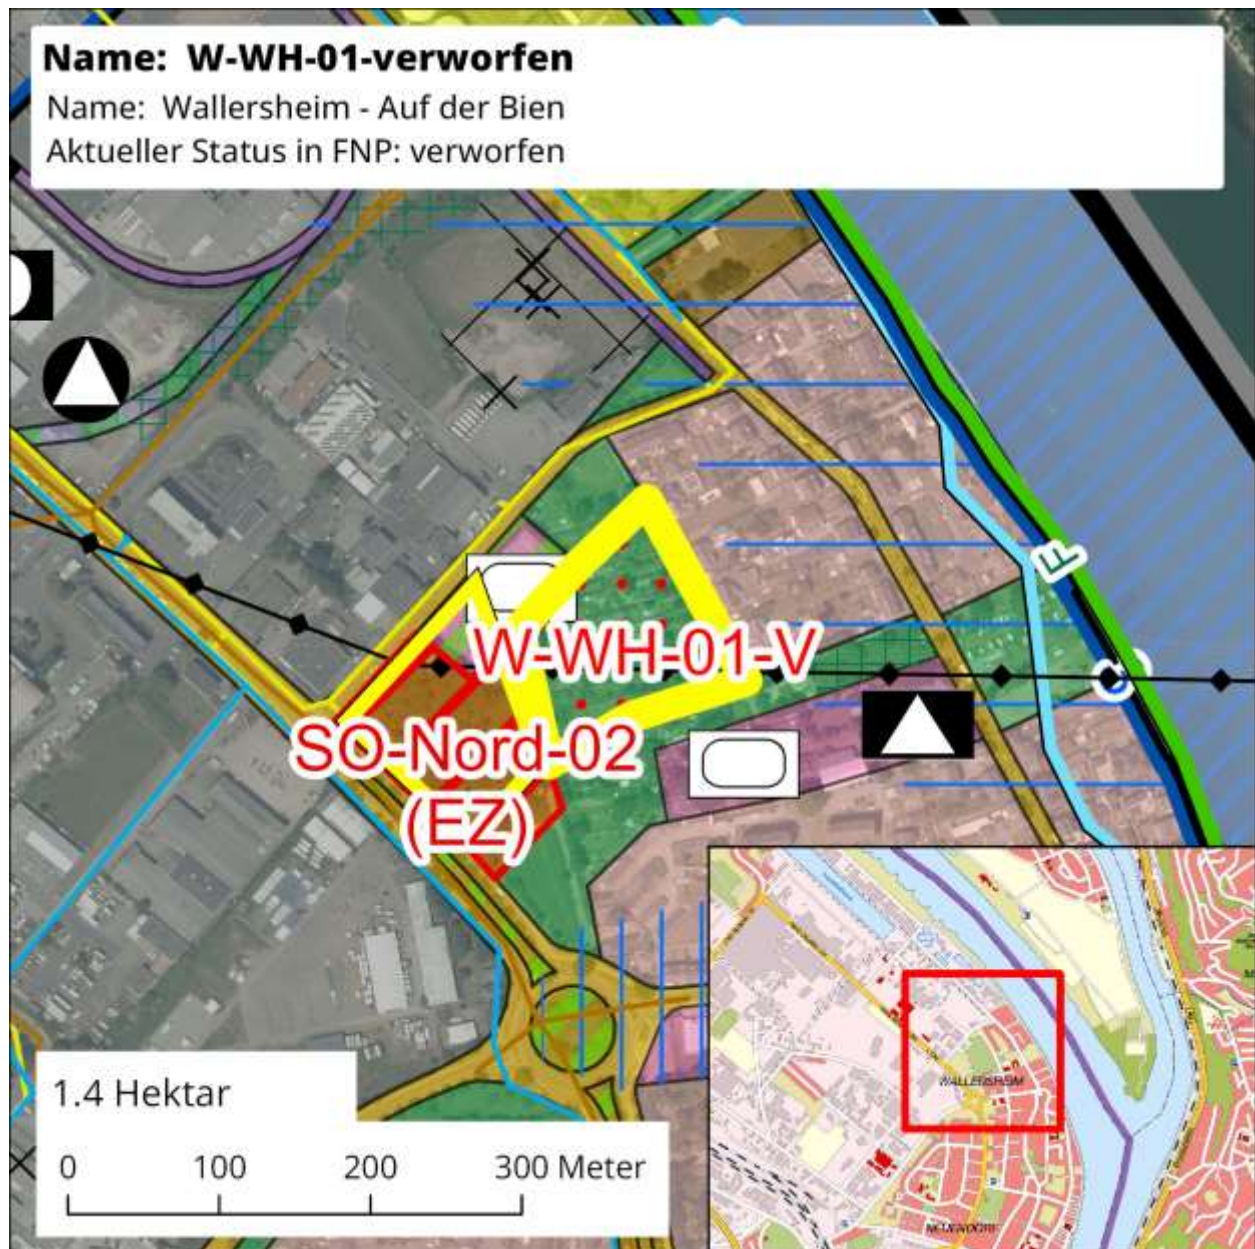 Name: W-WH-01-verworfen
Name: Wallersheim - Auf der Bien
Aktueller Status in FNP: verworfen
F
W-WH-01-V
SO-Nord-02
(EZ)
WALLERSHEIM
NEUENDORF
1.4 Hektar
0 100 200 300 Meter